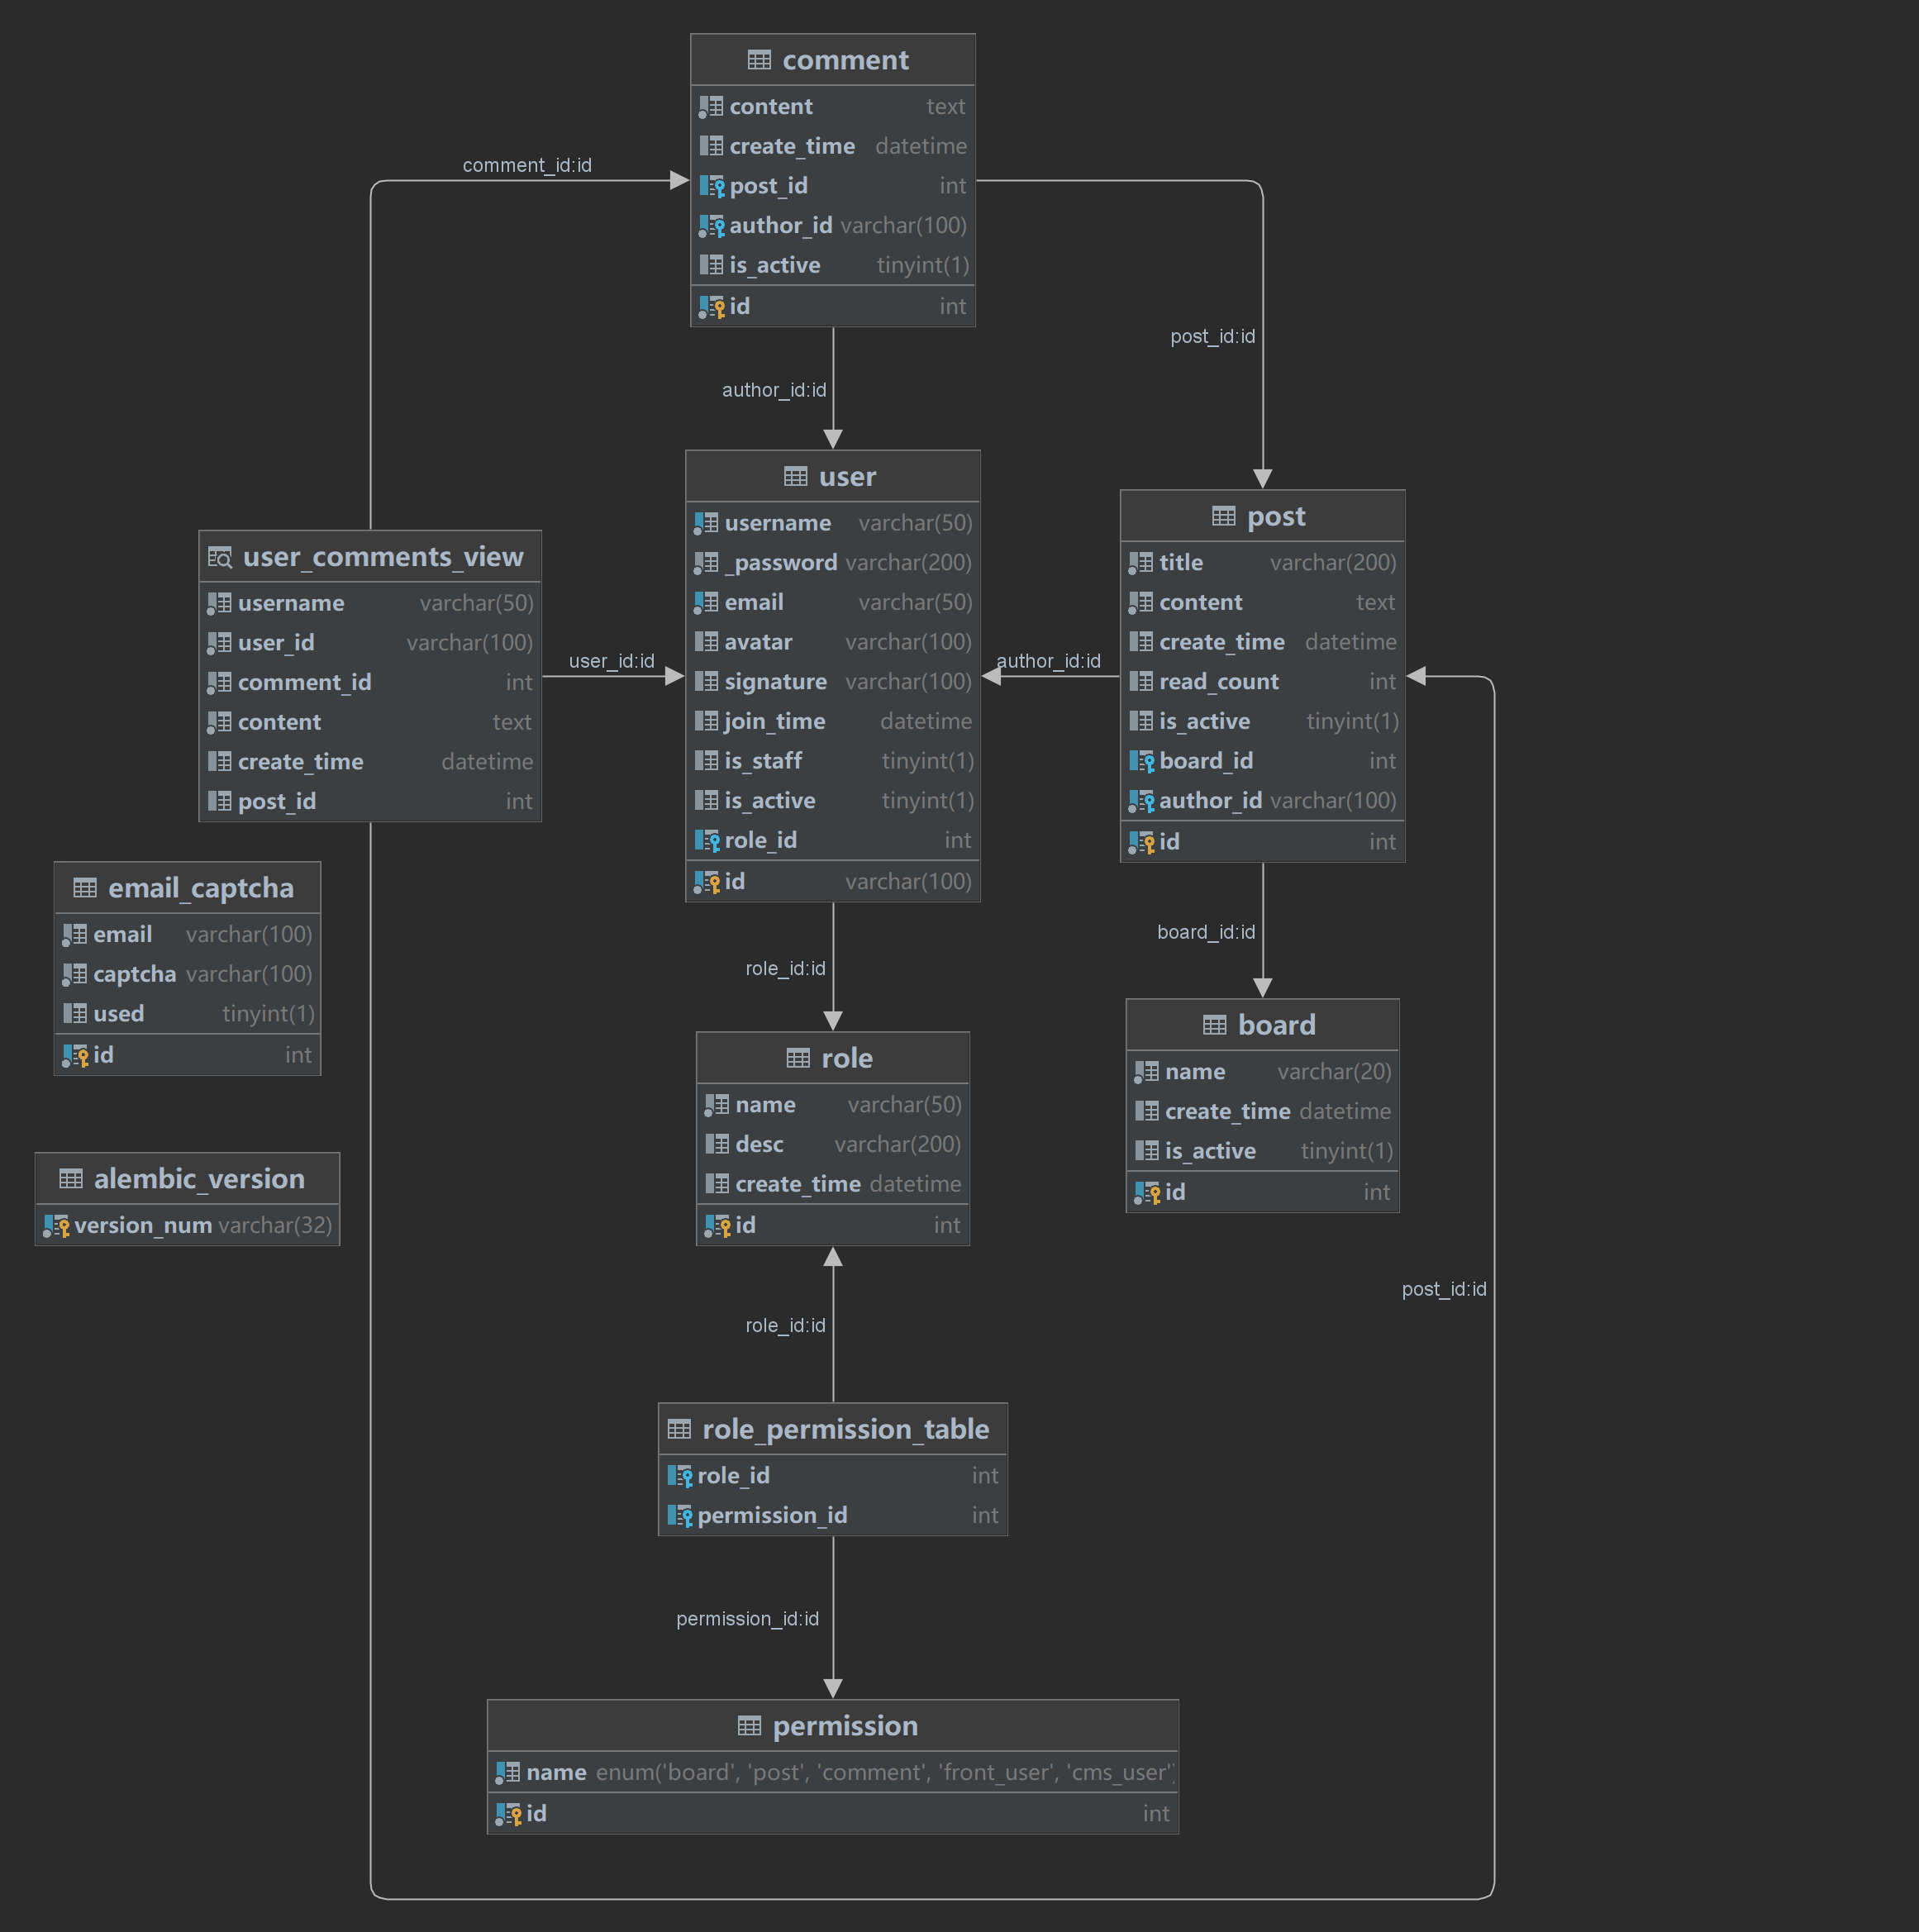 comment
content text
create_time datetime
post_id int
author_id varchar(100)
is_active tinyint(1)
id int
comment_id:id
post_id:id
author_id:id
user
username varchar(50)
_password varchar(200)
email varchar(50)
avatar varchar(100)
signature varchar(100)
join_time datetime
is_staff tinyint(1)
is_active tinyint(1)
role_id int
id varchar(100)
post
title varchar(200)
content text
create_time datetime
read_count int
is_active tinyint(1)
board_id int
author_id varchar(100)
id int
user_comments_view
username varchar(50)
user_id varchar(100)
comment_id int
content text
create_time datetime
post_id int
user_id:id
author_id:id
email_captcha
email varchar(100)
captcha varchar(100)
used tinyint(1)
id int
board_id:id
role_id:id
board
name varchar(20)
create_time datetime
is_active tinyint(1)
id int
role
name varchar(50)
desc varchar(200)
create_time datetime
id int
alembic_version
version_num varchar(32)
post_id:id
role_id:id
role_permission_table
role_id int
permission_id int
permission_id:id
permission
name enum('board', 'post', 'comment', 'front_user', 'cms_user'
id int